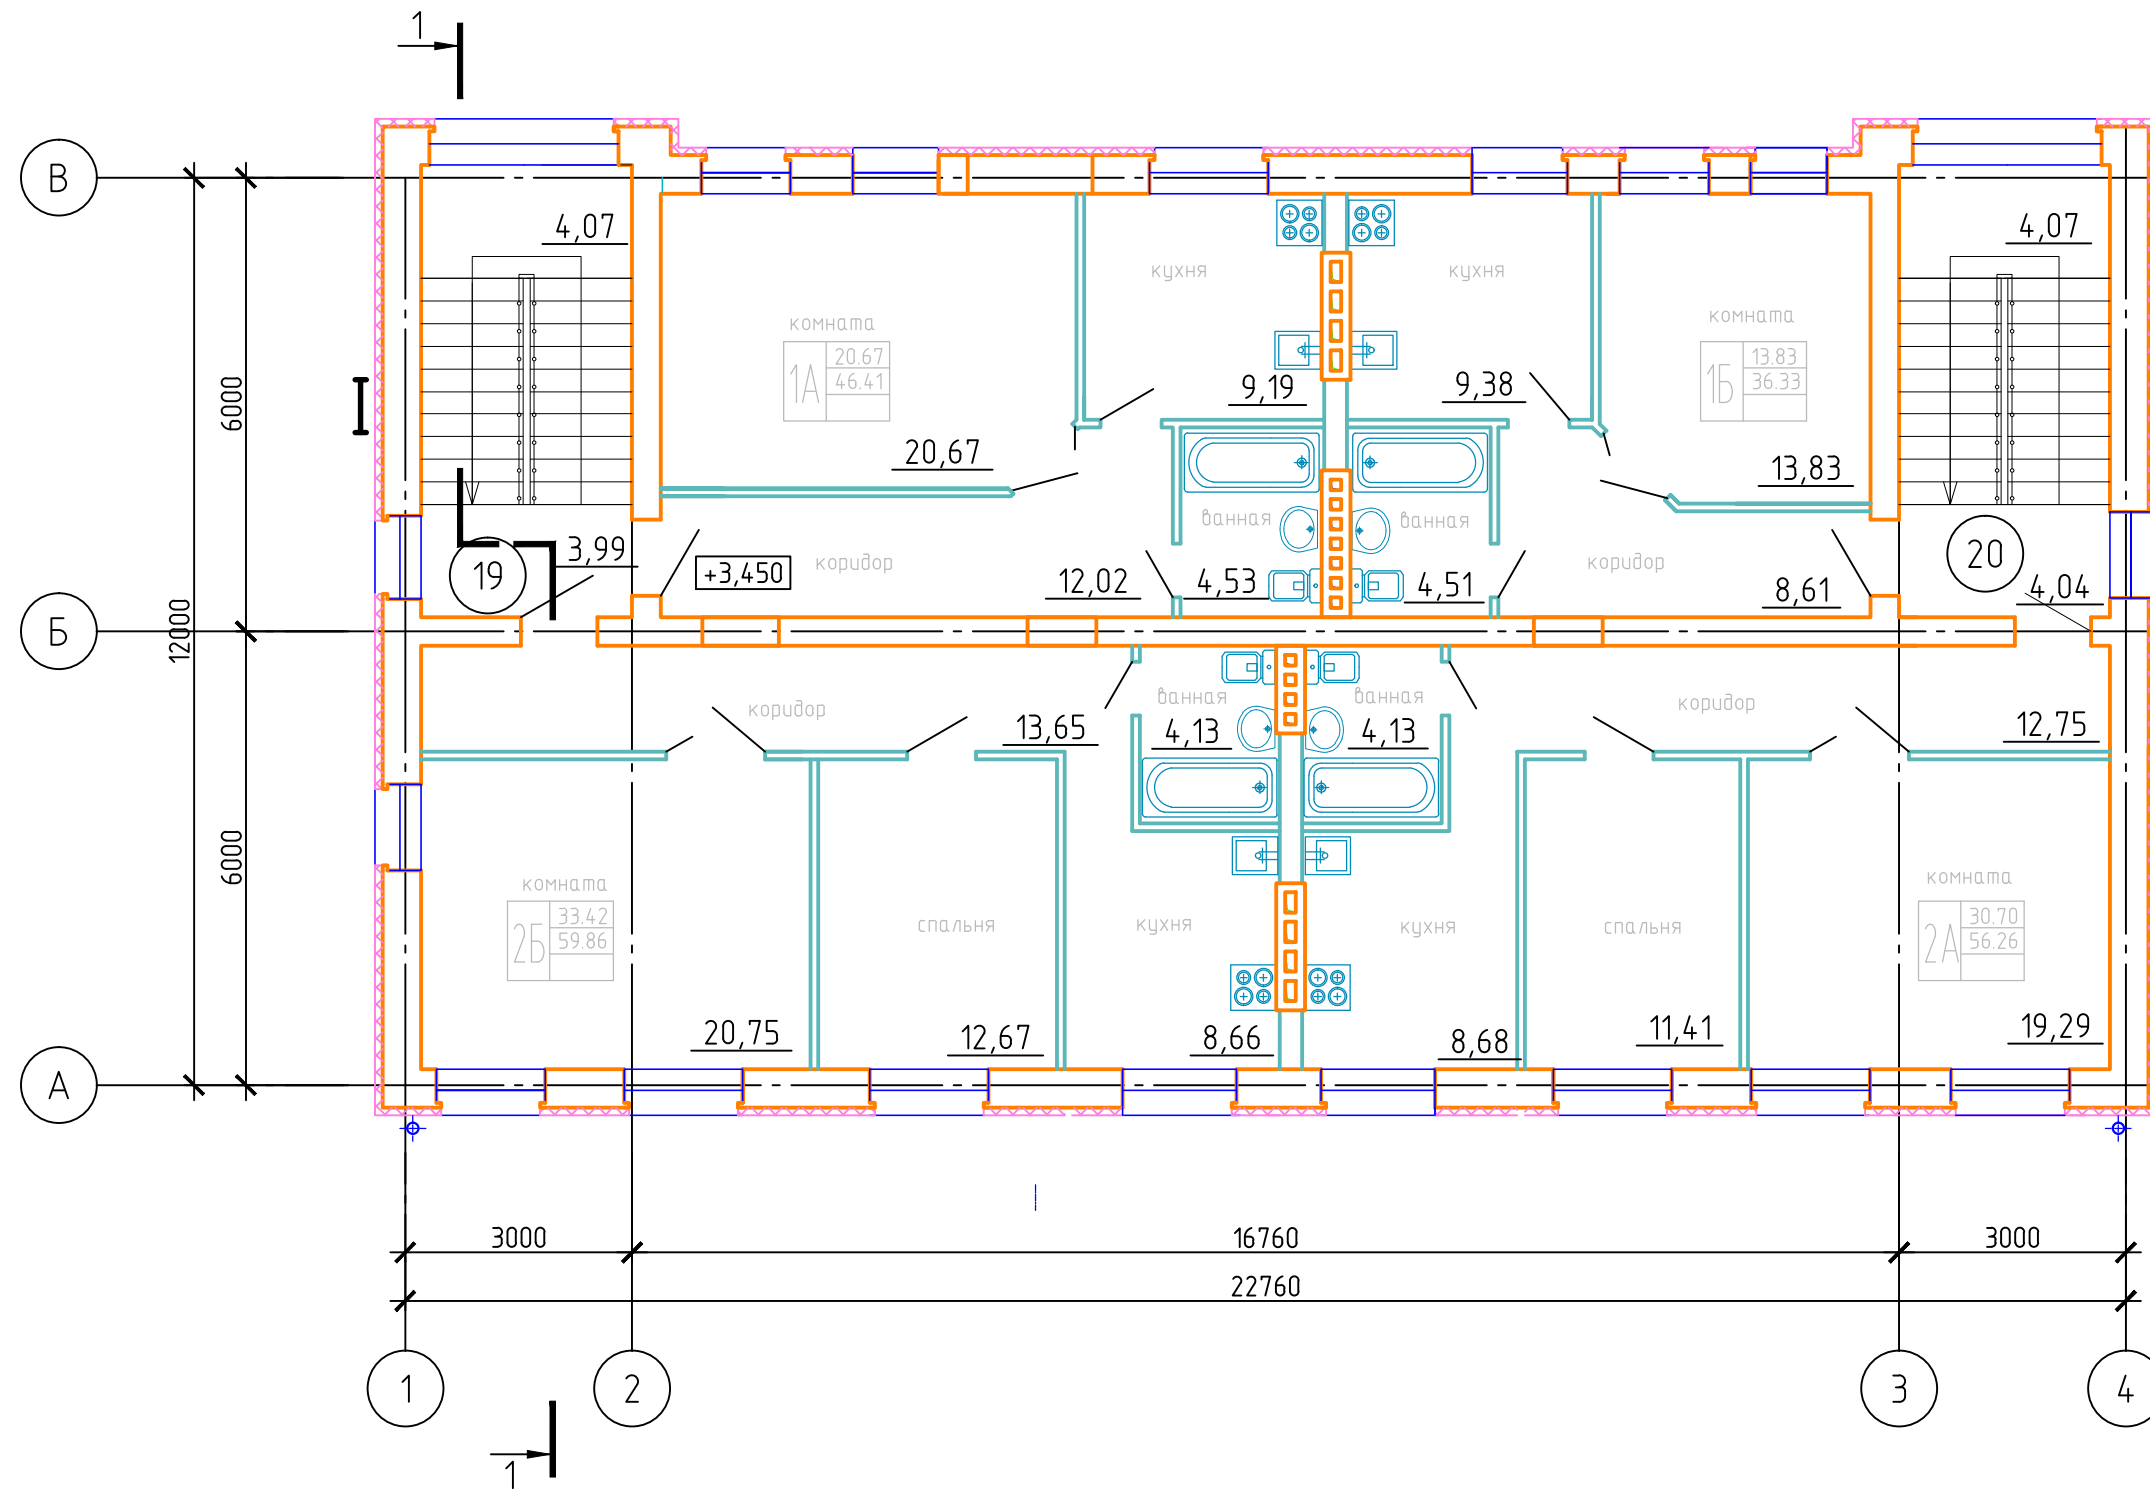 1
В
4,07
4,07
кухня
кухня
комната
1А
20.67
46.41
комната
1Б
13.83
36.33
9,19
9,38
20,67
13,83
6000
ванная
ванная
19
3,99
+3,450
коридор
12,02
4,53
4,51
коридор
8,61
20
4,04
Б
12000
коридор
13,65
ванная
4,13
ванная
4,13
коридор
12,75
6000
комната
2Б
33.42
59.86
спальня
кухня
кухня
спальня
комната
2А
30.70
56.26
20,75
12,67
8,66
8,68
11,41
19,29
А
I
3000
16760
3000
22760
1
2
3
4
1